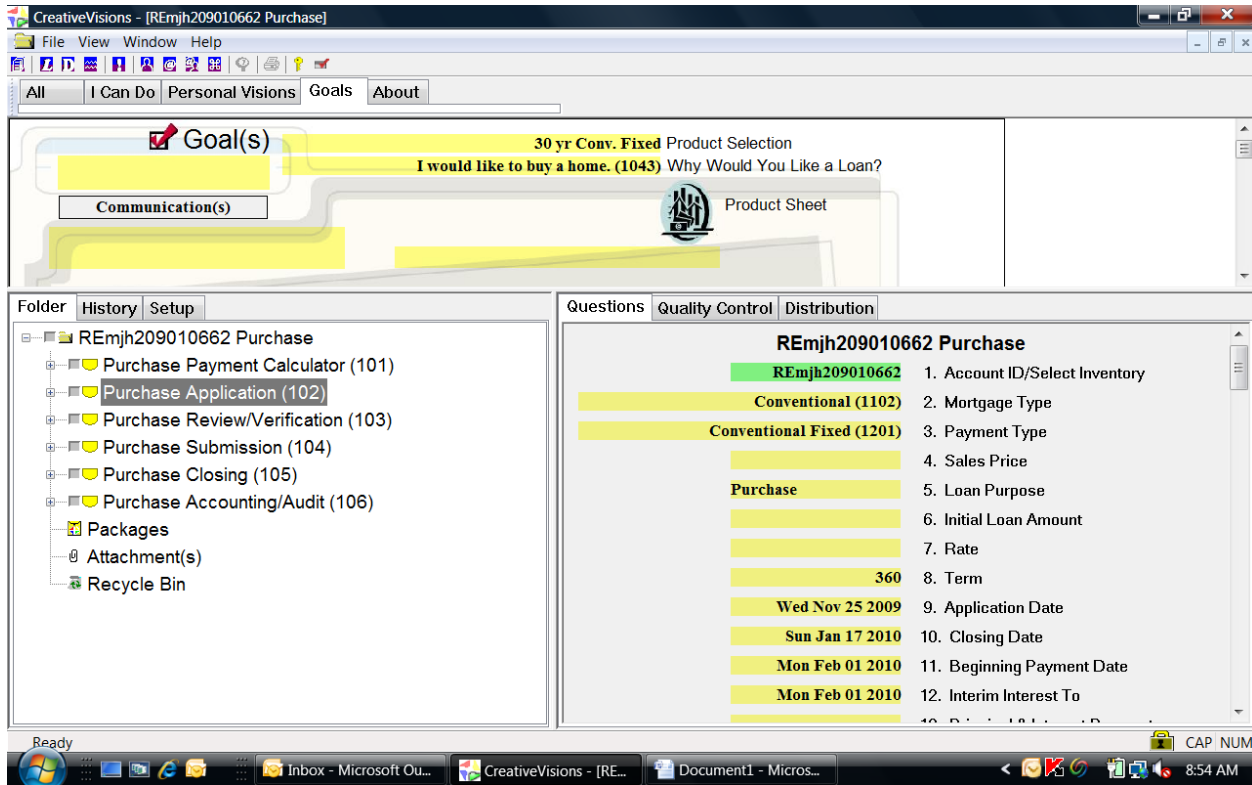 CreativeVisions - [REmjh209010662 Purchase]
File View Window Help
All I Can Do Personal Visions Goals About
Goal(s)
30 yr Conv. Fixed Product Selection
I would like to buy a home. (1043) Why Would You Like a Loan?
Communication(s)
Product Sheet
Folder History Setup
REmjh209010662 Purchase
Purchase Payment Calculator (101)
Purchase Application (102)
Purchase Review/Verification (103)
Purchase Submission (104)
Purchase Closing (105)
Purchase Accounting/Audit (106)
Packages
Attachment(s)
Recycle Bin
Questions Quality Control Distribution
REmjh209010662 Purchase
REmjh209010662 1. Account ID/Select Inventory
Conventional (1102) 2. Mortgage Type
Conventional Fixed (1201) 3. Payment Type
4. Sales Price
Purchase 5. Loan Purpose
6. Initial Loan Amount
7. Rate
360 8. Term
Wed Nov 25 2009 9. Application Date
Sun Jan 17 2010 10. Closing Date
Mon Feb 01 2010 11. Beginning Payment Date
Mon Feb 01 2010 12. Interim Interest To
Ready
CAP NUM
Inbox - Microsoft Ou... CreativeVisions - [RE... Document1 - Micros... 8:54 AM